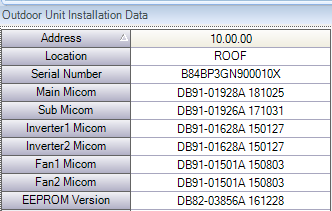 Outdoor Unit Installation Data
Address 10.00.00
Location ROOF
Serial Number B84BP3GN900010X
Main Micom DB91-01928A 181025
Sub Micom DB91-01926A 171031
Inverter1 Micom DB91-01628A 150127
Inverter2 Micom DB91-01628A 150127
Fan1 Micom DB91-01501A 150803
Fan2 Micom DB91-01501A 150803
EEPROM Version DB82-03856A 161228